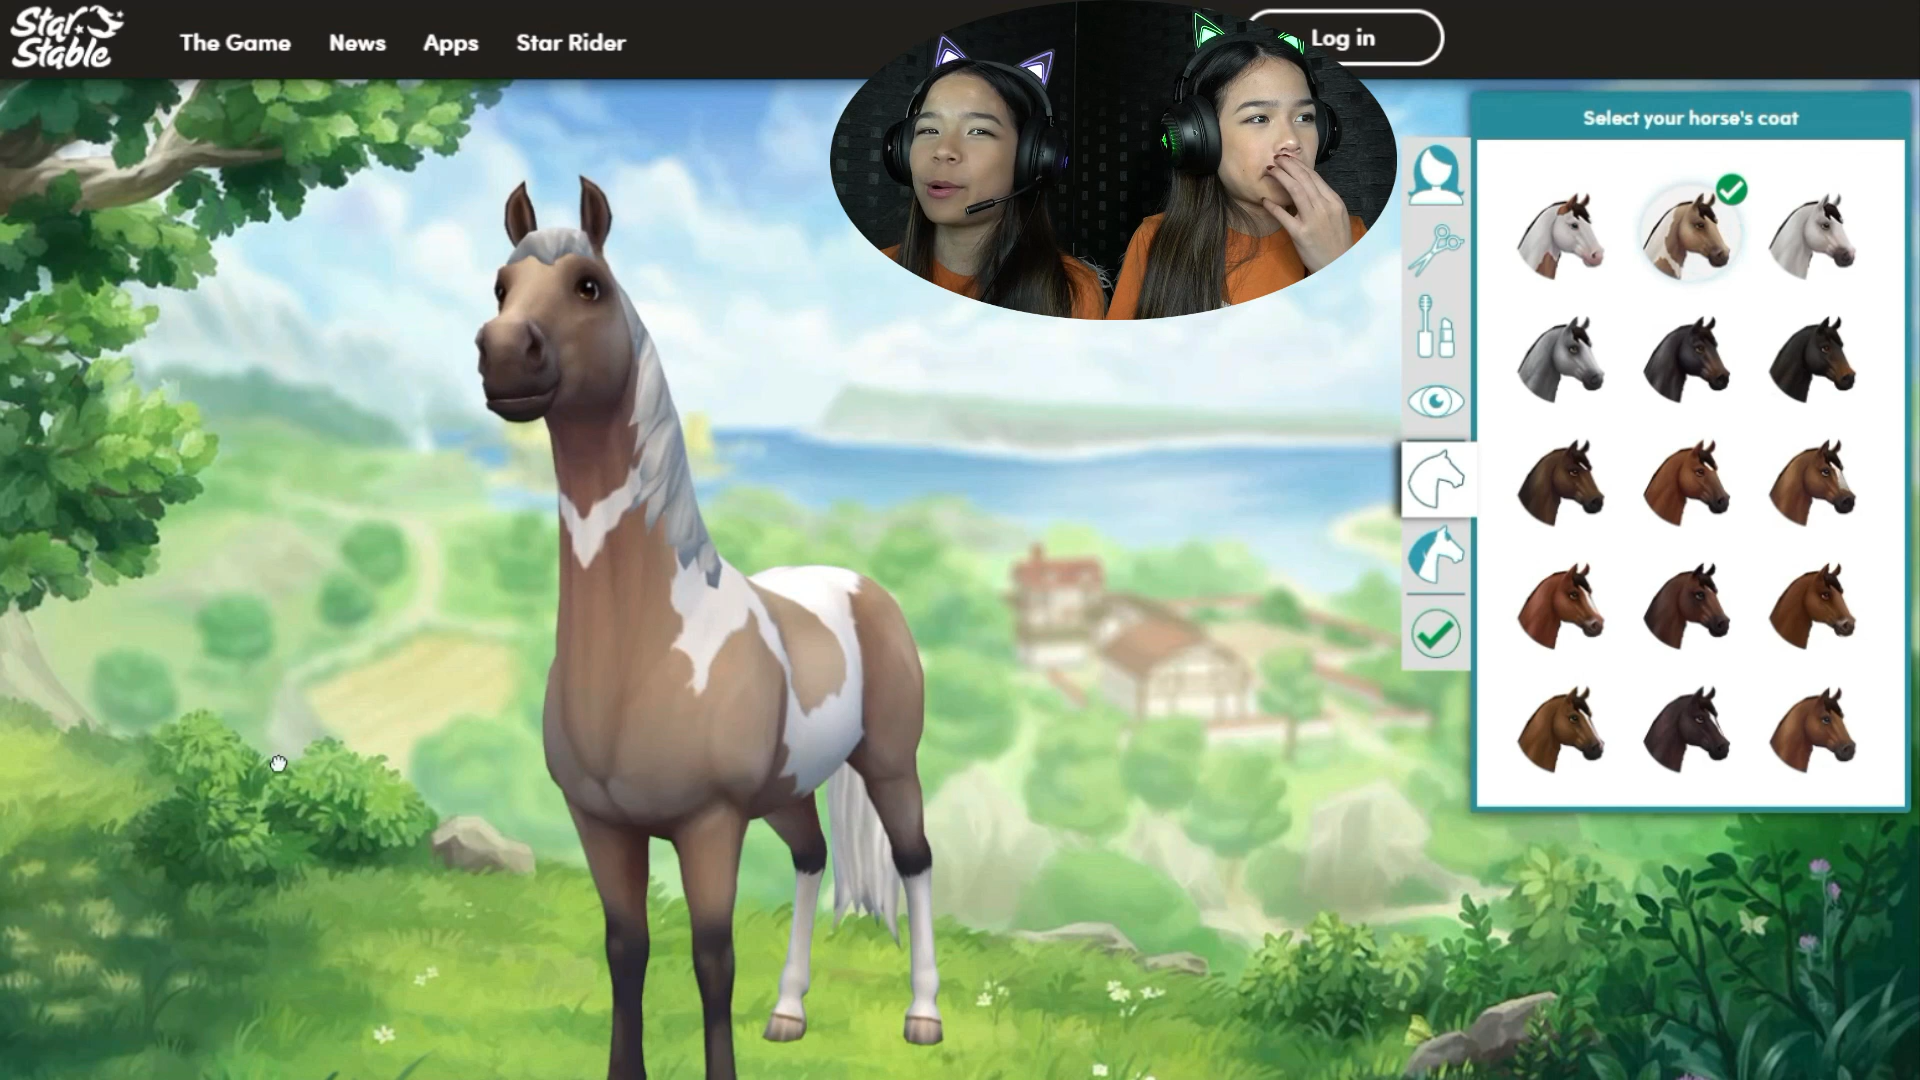 Star Stable
The Game
News
Apps
Star Rider
Log in
Select your horse's coat